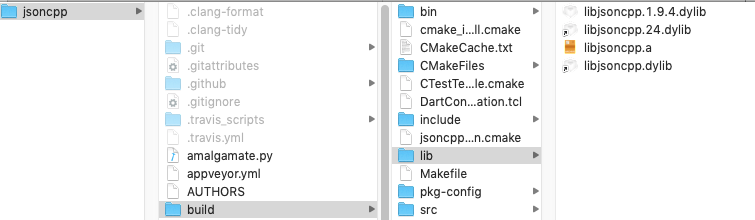 jsoncpp
.clang-format
.clang-tidy
.git
.gitattributes
.github
.gitignore
.travis_scripts
.travis.yml
amalgamate.py
appveyor.yml
AUTHORS
build
bin
cmake_i...ll.cmake
CMakeCache.txt
CMakeFiles
CTestTe...le.cmake
DartCon...ation.tcl
include
jsoncpp...n.cmake
lib
Makefile
pkg-config
src
libjsoncpp.1.9.4.dylib
libjsoncpp.24.dylib
libjsoncpp.a
libjsoncpp.dylib